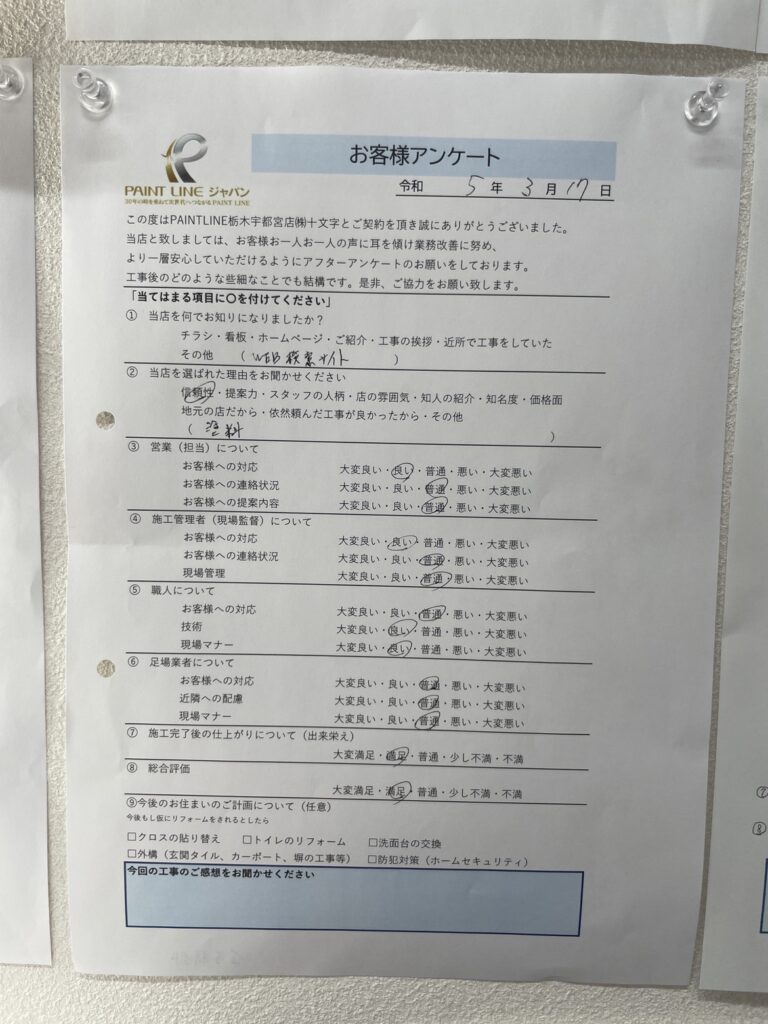 お客様アンケート
PAINT LINE ジャパン
30年の時を重ねて次世代へつながるPAINT LINE
令和 5 年 3 月 17 日
この度はPAINTLINE栃木宇都宮店㈱十文字とご契約を頂き誠にありがとうございました。
当店と致しましては、お客様お一人お一人の声に耳を傾け業務改善に努め、
より一層安心していただけるようにアフターアンケートのお願いをしております。
工事後のどのような些細なことでも結構です。是非、ご協力をお願い致します。
「当てはまる項目に〇を付けてください」
① 当店を何でお知りになりましたか？
チラシ・看板・ホームページ・ご紹介・工事の挨拶・近所で工事をしていた
その他 （ WEB検索サイト ）
② 当店を選ばれた理由をお聞かせください
信頼性・提案力・スタッフの人柄・店の雰囲気・知人の紹介・知名度・価格面
地元の店だから・依然頼んだ工事が良かったから・その他
（ 塗料 ）
③ 営業（担当）について
お客様への対応 大変良い・良い・普通・悪い・大変悪い
お客様への連絡状況 大変良い・良い・普通・悪い・大変悪い
お客様への提案内容 大変良い・良い・普通・悪い・大変悪い
④ 施工管理者（現場監督）について
お客様への対応 大変良い・良い・普通・悪い・大変悪い
お客様への連絡状況 大変良い・良い・普通・悪い・大変悪い
現場管理 大変良い・良い・普通・悪い・大変悪い
⑤ 職人について
お客様への対応 大変良い・良い・普通・悪い・大変悪い
技術 大変良い・良い・普通・悪い・大変悪い
現場マナー 大変良い・良い・普通・悪い・大変悪い
⑥ 足場業者について
お客様への対応 大変良い・良い・普通・悪い・大変悪い
近隣への配慮 大変良い・良い・普通・悪い・大変悪い
現場マナー 大変良い・良い・普通・悪い・大変悪い
⑦ 施工完了後の仕上がりについて（出来栄え）
大変満足・満足・普通・少し不満・不満
⑧ 総合評価
大変満足・満足・普通・少し不満・不満
⑨今後のお住まいのご計画について（任意）
今後もし仮にリフォームをされるとしたら
□クロスの貼り替え □トイレのリフォーム □洗面台の交換
□外構（玄関タイル、カーポート、塀の工事等） □防犯対策（ホームセキュリティ）
今回の工事のご感想をお聞かせください
⑦
⑧